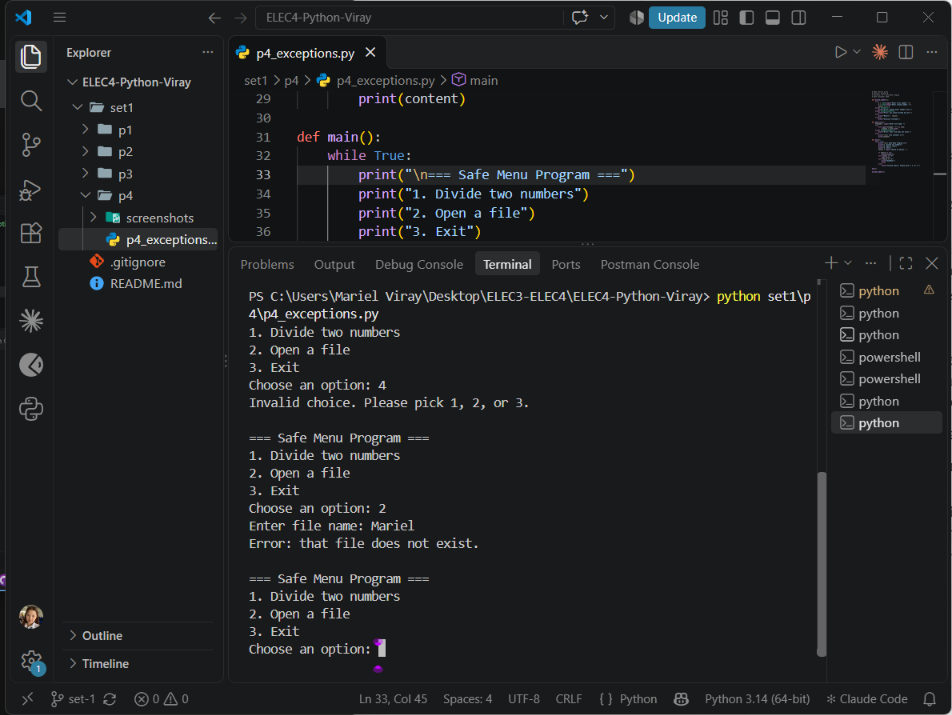 ELEC4-Python-Viray
Update
Explorer
ELEC4-Python-Viray
set1
p1
p2
p3
p4
screenshots
p4_exceptions...
.gitignore
README.md
Outline
Timeline
p4_exceptions.py
set1 > p4 > p4_exceptions.py > main
29 print(content)
30
31 def main():
32 while True:
33 print("\n=== Safe Menu Program ===")
34 print("1. Divide two numbers")
35 print("2. Open a file")
36 print("3. Exit")
Problems Output Debug Console Terminal Ports Postman Console
PS C:\Users\Mariel Viray\Desktop\ELEC3-ELEC4\ELEC4-Python-Viray> python set1\p
4\p4_exceptions.py
1. Divide two numbers
2. Open a file
3. Exit
Choose an option: 4
Invalid choice. Please pick 1, 2, or 3.
=== Safe Menu Program ===
1. Divide two numbers
2. Open a file
3. Exit
Choose an option: 2
Enter file name: Mariel
Error: that file does not exist.
=== Safe Menu Program ===
1. Divide two numbers
2. Open a file
3. Exit
Choose an option:
python
python
python
powershell
powershell
python
python
1
set-1 0 0 Ln 33, Col 45 Spaces: 4 UTF-8 CRLF { } Python Python 3.14 (64-bit) Claude Code